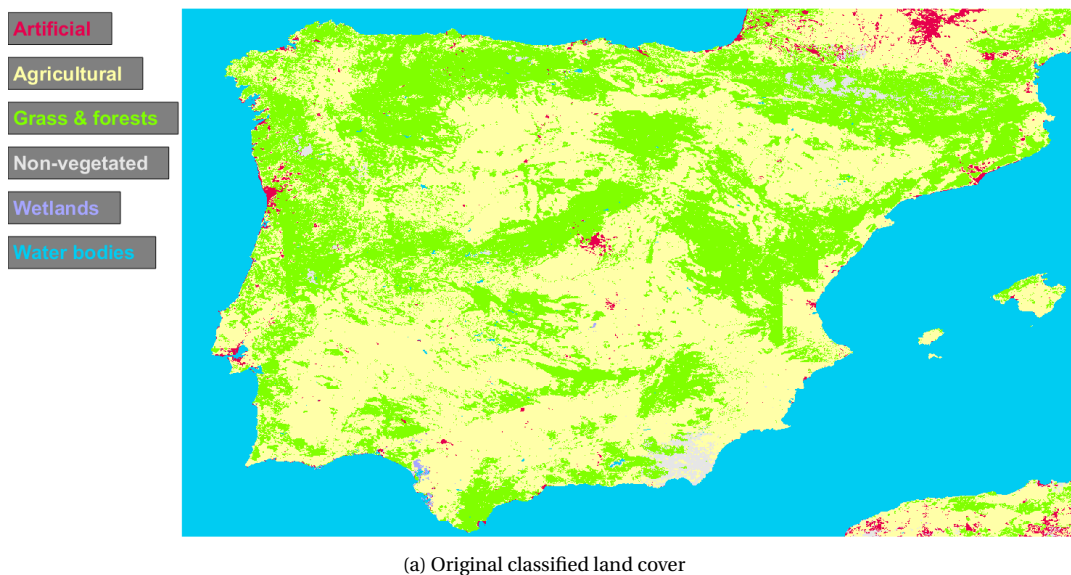 Artificial
Agricultural
Grass & forests
Non-vegetated
Wetlands
Water bodies
(a) Original classified land cover